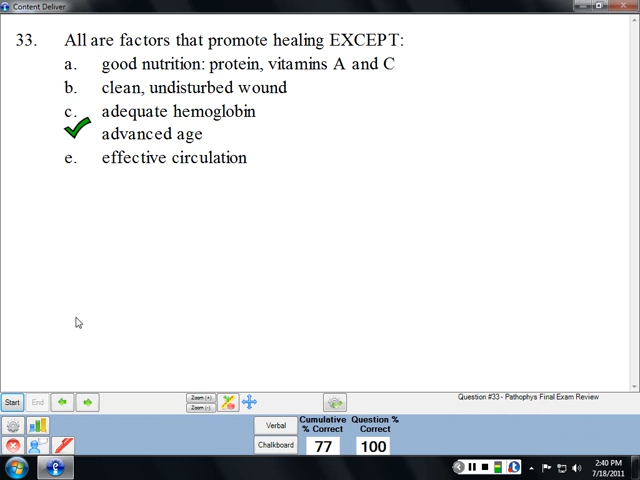 Content Deliver
33. All are factors that promote healing EXCEPT:
a. good nutrition: protein, vitamins A and C
b. clean, undisturbed wound
c. adequate hemoglobin
advanced age
e. effective circulation
Start End Zoom (+) Zoom (-) Question #33 - Pathophys Final Exam Review
Verbal Cumulative % Correct Question % Correct
Chalkboard 77 100
2:40 PM
7/18/2011